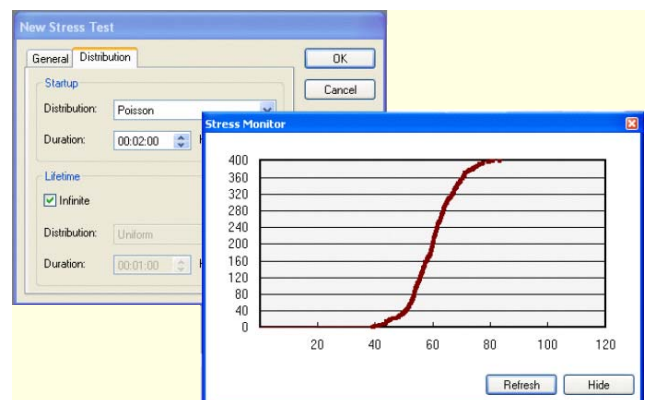 New Stress Test
General Distribution
OK
Cancel
Startup
Distribution: Poisson
Duration: 00:02:00 H
Lifetime
Infinite
Distribution: Uniform
Duration: 00:01:00 H
Stress Monitor
400
360
320
280
240
200
160
120
80
40
0
20 40 60 80 100 120
Refresh Hide